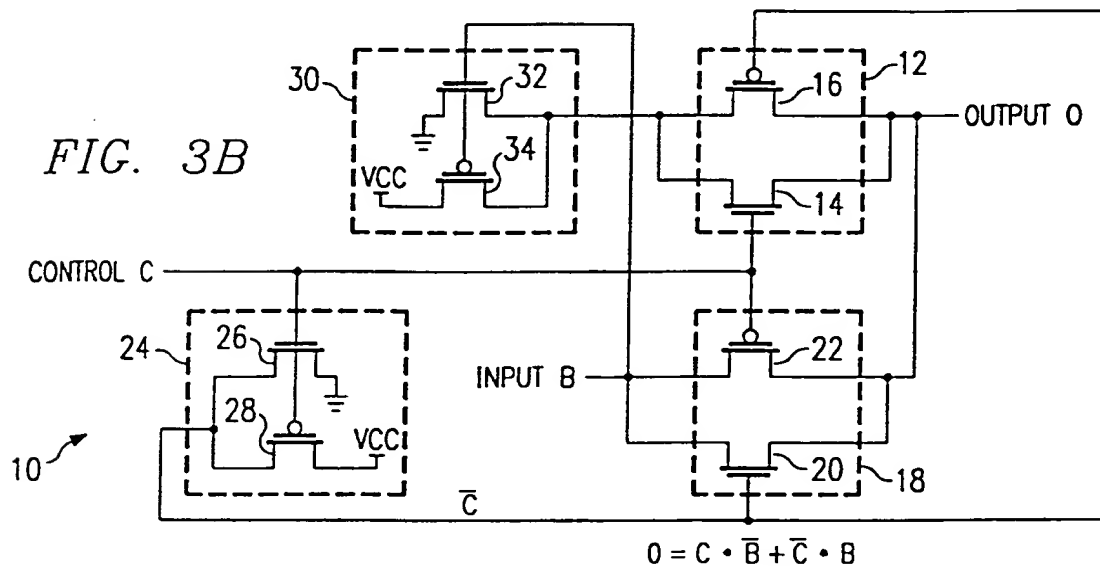 30
32
34
VCC
FIG. 3B
12
16
14
OUTPUT O
CONTROL C
24
26
28
VCC
10
INPUT B
22
20
18
C̅
O = C · B̅ + C̅ · B